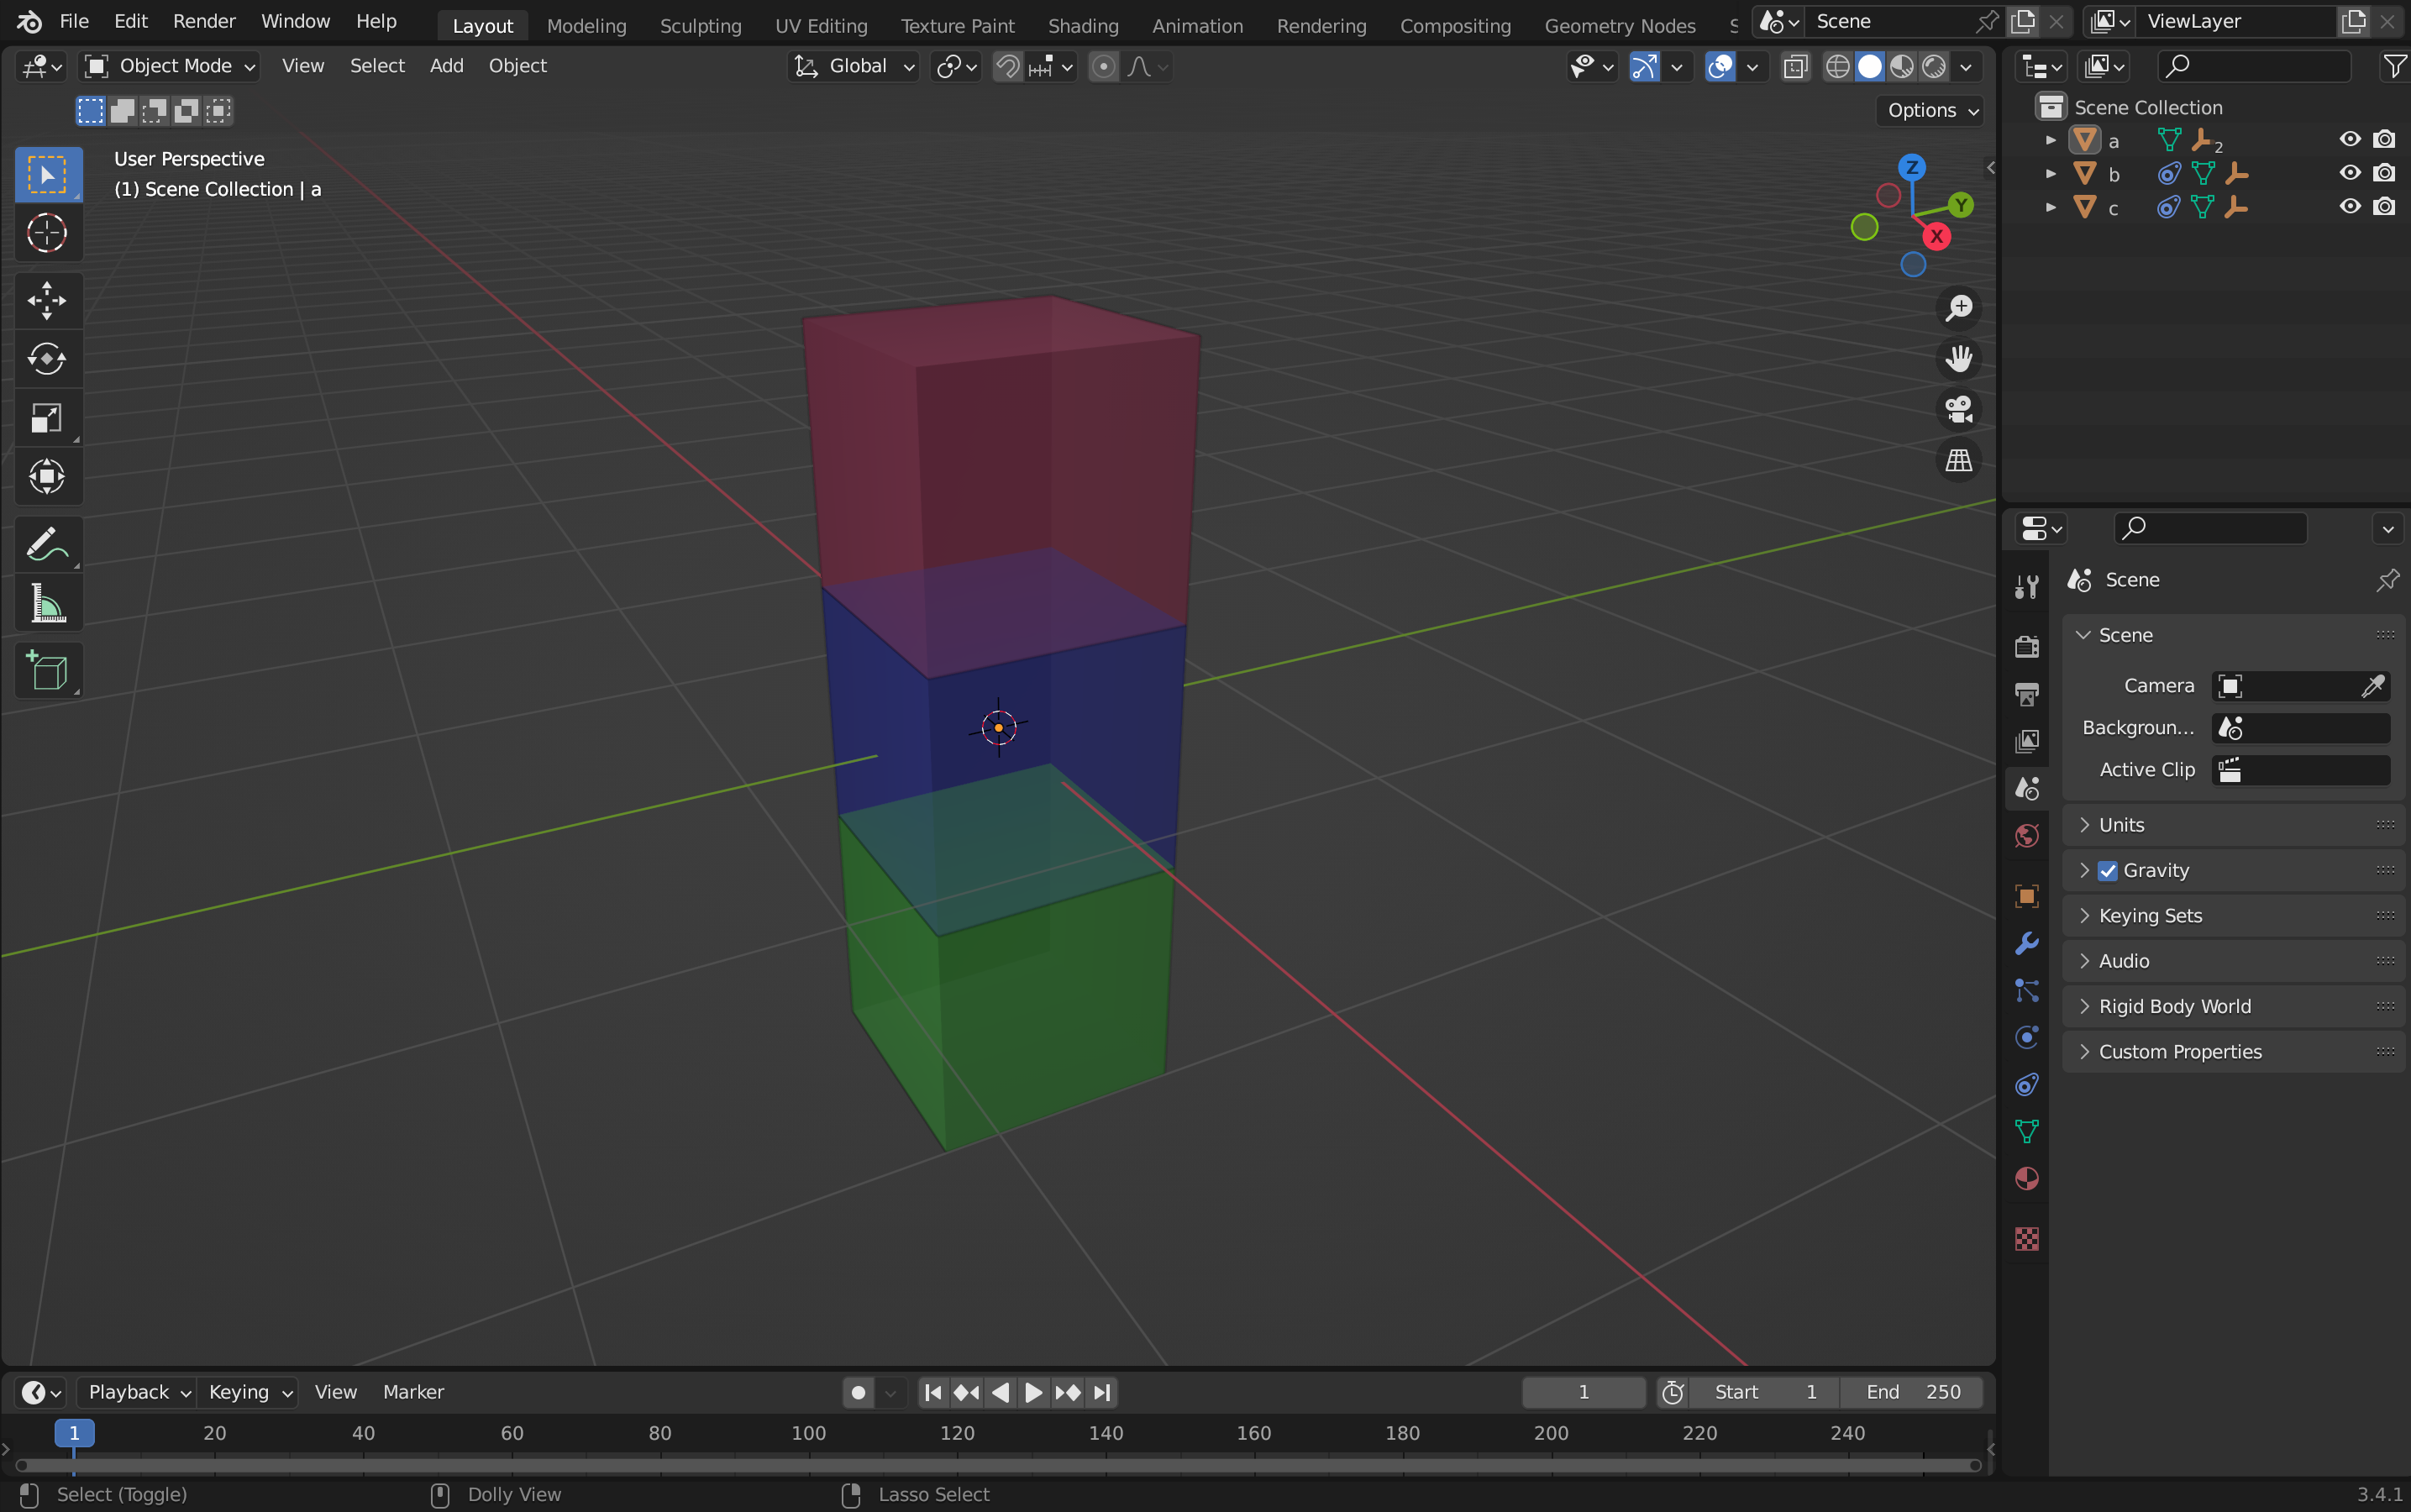 File Edit Render Window Help Layout Modeling Sculpting UV Editing Texture Paint Shading Animation Rendering Compositing Geometry Nodes Scene ViewLayer
Object Mode View Select Add Object Global
Options
User Perspective
(1) Scene Collection | a
Z
Y
X
Scene Collection
a 2
b
c
Scene
Scene
Camera
Backgroun...
Active Clip
Units
Gravity
Keying Sets
Audio
Rigid Body World
Custom Properties
Playback Keying View Marker 1 Start 1 End 250
1 20 40 60 80 100 120 140 160 180 200 220 240
Select (Toggle) Dolly View Lasso Select 3.4.1